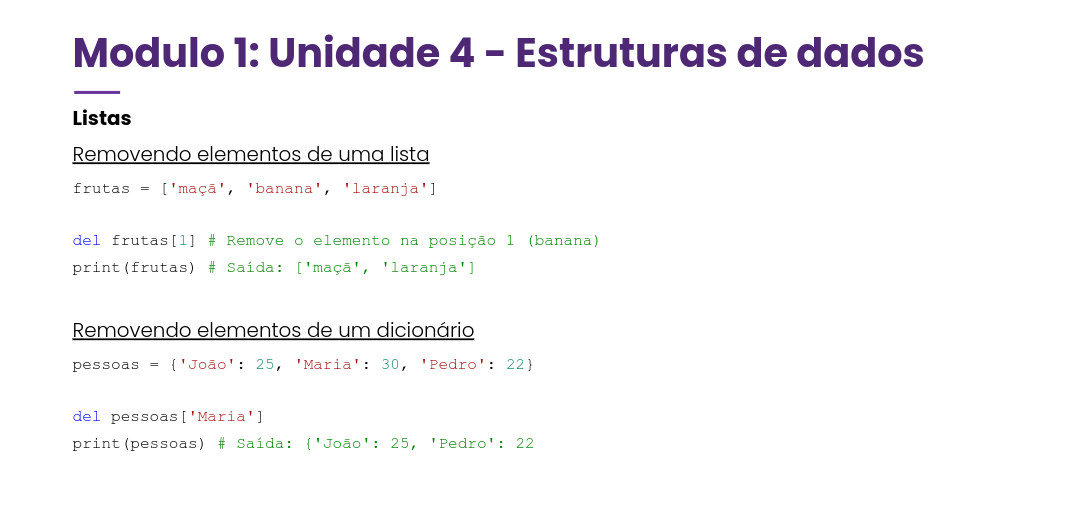 Modulo 1: Unidade 4 - Estruturas de dados
Listas
Removendo elementos de uma lista
frutas = ['maçã', 'banana', 'laranja']
del frutas[1] # Remove o elemento na posição 1 (banana)
print(frutas) # Saída: ['maçã', 'laranja']
Removendo elementos de um dicionário
pessoas = {'João': 25, 'Maria': 30, 'Pedro': 22}
del pessoas['Maria']
print(pessoas) # Saída: {'João': 25, 'Pedro': 22